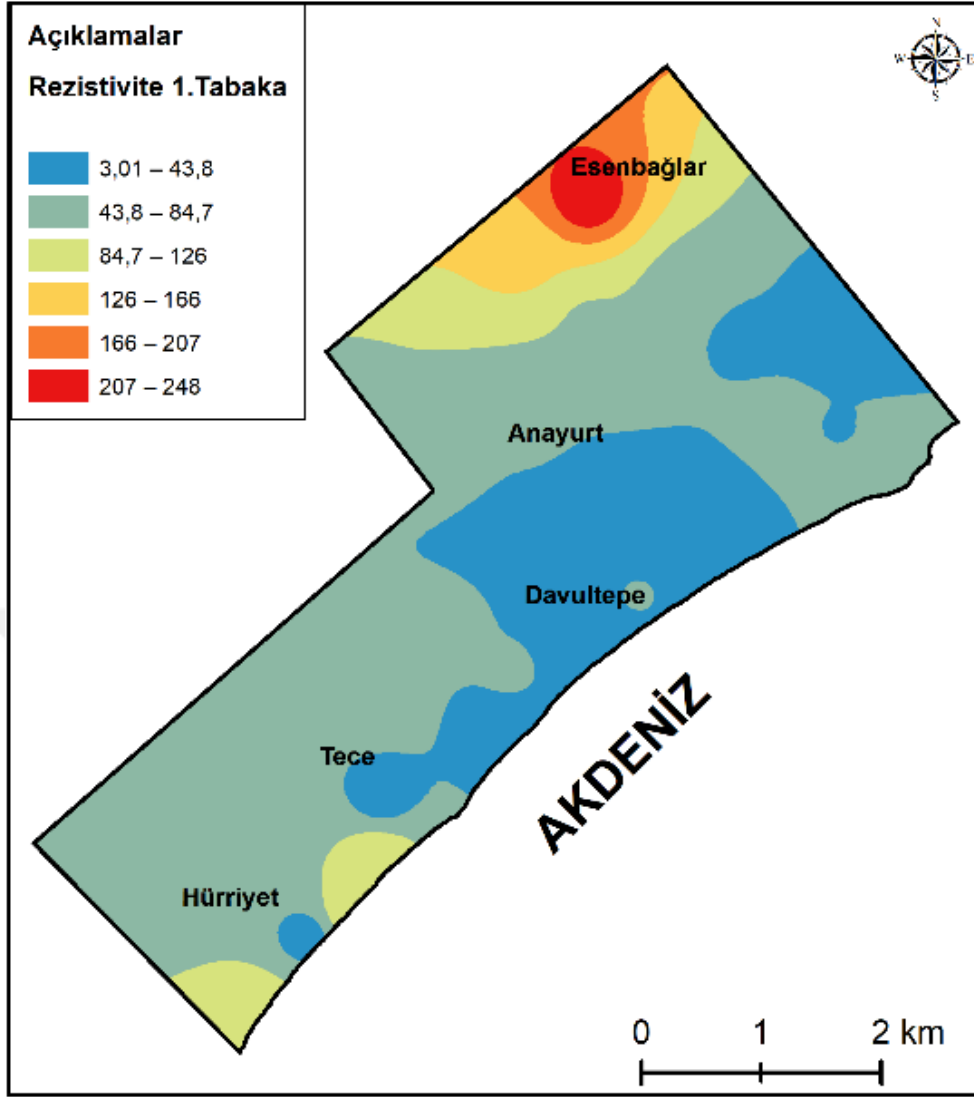 Açıklamalar
Rezistivite 1.Tabaka
3,01 – 43,8
43,8 – 84,7
84,7 – 126
126 – 166
166 – 207
207 – 248
N
W E
S
Esenbağlar
Anayurt
Davultepe
Tece
AKDENİZ
Hürriyet
0 1 2 km